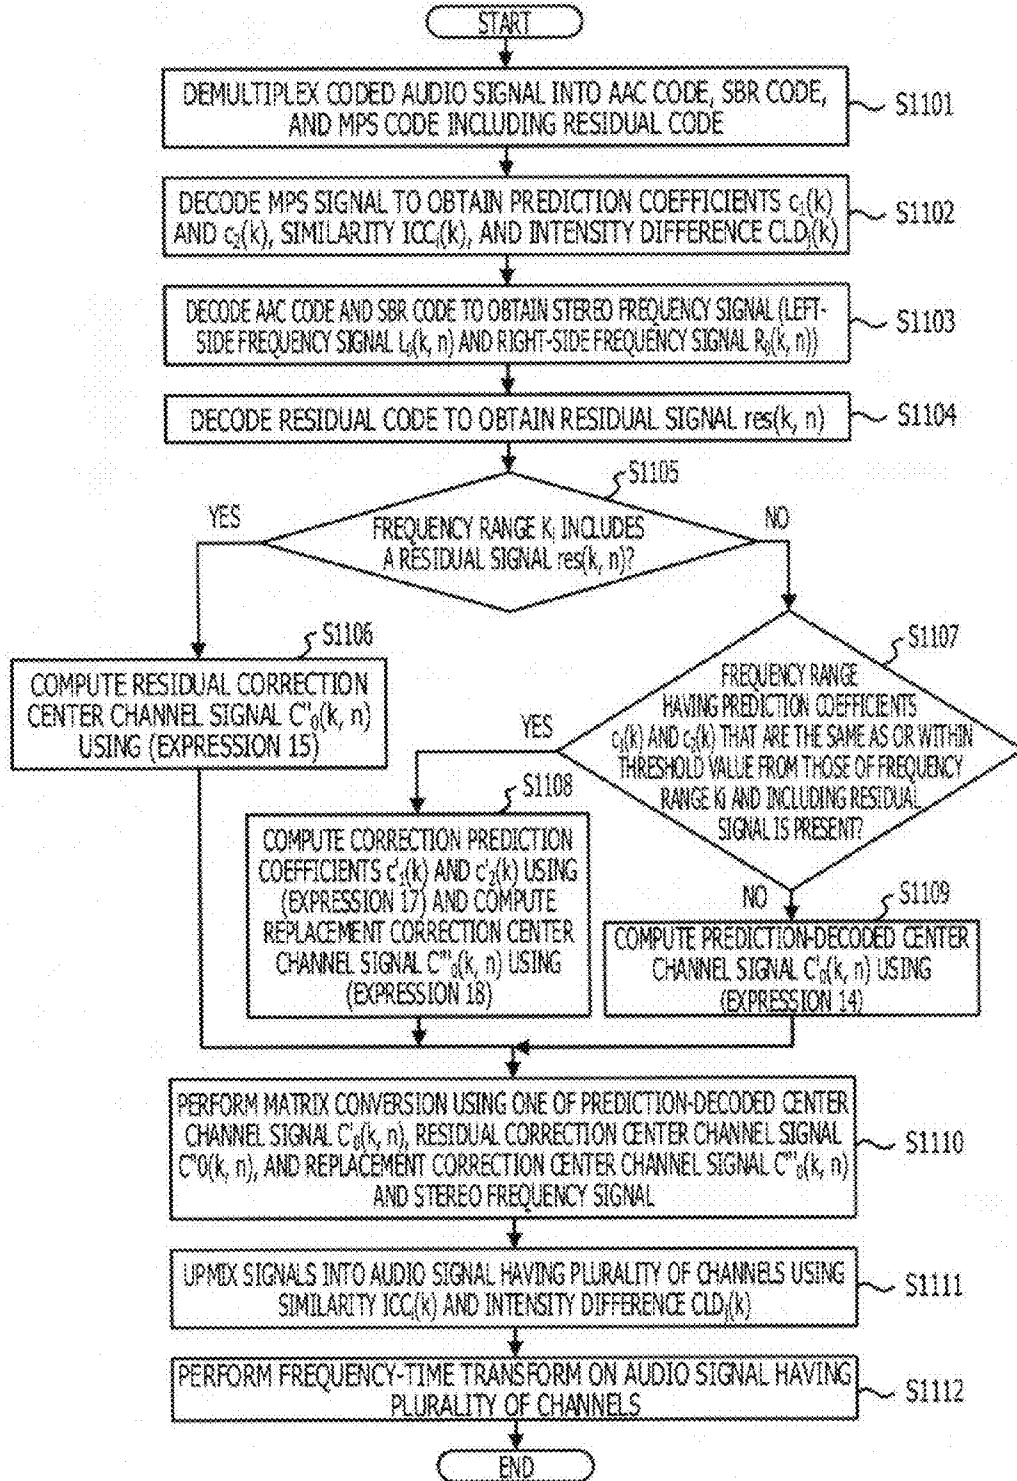 START
DEMULTIPLEX CODED AUDIO SIGNAL INTO AAC CODE, SBR CODE,
AND MPS CODE INCLUDING RESIDUAL CODE
S1101
DECODE MPS SIGNAL TO OBTAIN PREDICTION COEFFICIENTS c₁(k)
AND c₂(k), SIMILARITY ICCᵢ(k), AND INTENSITY DIFFERENCE CLDⱼ(k)
S1102
DECODE AAC CODE AND SBR CODE TO OBTAIN STEREO FREQUENCY SIGNAL (LEFT-
SIDE FREQUENCY SIGNAL L₀(k, n) AND RIGHT-SIDE FREQUENCY SIGNAL R₀(k, n))
S1103
DECODE RESIDUAL CODE TO OBTAIN RESIDUAL SIGNAL res(k, n)
S1104
S1105
YES
FREQUENCY RANGE Kᵢ INCLUDES
A RESIDUAL SIGNAL res(k, n)?
NO
S1106
COMPUTE RESIDUAL CORRECTION
CENTER CHANNEL SIGNAL C''₀(k, n)
USING (EXPRESSION 15)
S1107
FREQUENCY RANGE
HAVING PREDICTION COEFFICIENTS
c₁(k) AND c₂(k) THAT ARE THE SAME AS OR WITHIN
THRESHOLD VALUE FROM THOSE OF FREQUENCY
RANGE Ki AND INCLUDING RESIDUAL
SIGNAL IS PRESENT?
YES
S1108
COMPUTE CORRECTION PREDICTION
COEFFICIENTS c'₁(k) AND c'₂(k) USING
(EXPRESSION 17) AND COMPUTE
REPLACEMENT CORRECTION CENTER
CHANNEL SIGNAL C'''₀(k, n) USING
(EXPRESSION 18)
NO
S1109
COMPUTE PREDICTION-DECODED CENTER
CHANNEL SIGNAL C'₀(k, n) USING
(EXPRESSION 14)
PERFORM MATRIX CONVERSION USING ONE OF PREDICTION-DECODED CENTER
CHANNEL SIGNAL C'₀(k, n), RESIDUAL CORRECTION CENTER CHANNEL SIGNAL
C''0(k, n), AND REPLACEMENT CORRECTION CENTER CHANNEL SIGNAL C'''₀(k, n)
AND STEREO FREQUENCY SIGNAL
S1110
UPMIX SIGNALS INTO AUDIO SIGNAL HAVING PLURALITY OF CHANNELS USING
SIMILARITY ICCᵢ(k) AND INTENSITY DIFFERENCE CLDⱼ(k)
S1111
PERFORM FREQUENCY-TIME TRANSFORM ON AUDIO SIGNAL HAVING
PLURALITY OF CHANNELS
S1112
END